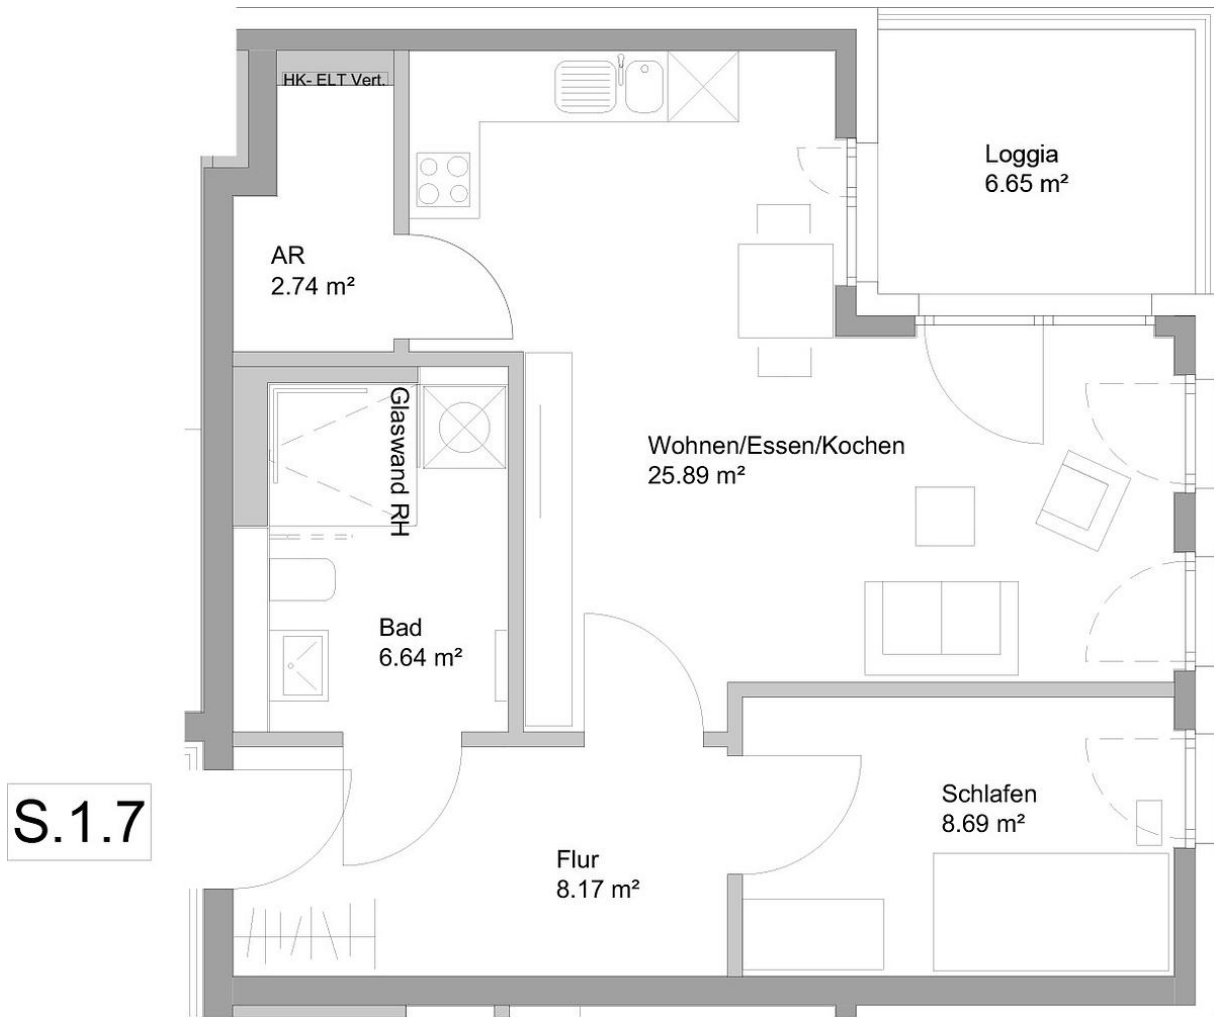 HK- ELT Vert.
Loggia
6.65 m²
AR
2.74 m²
Glaswand RH
Wohnen/Essen/Kochen
25.89 m²
Bad
6.64 m²
S.1.7
Schlafen
8.69 m²
Flur
8.17 m²